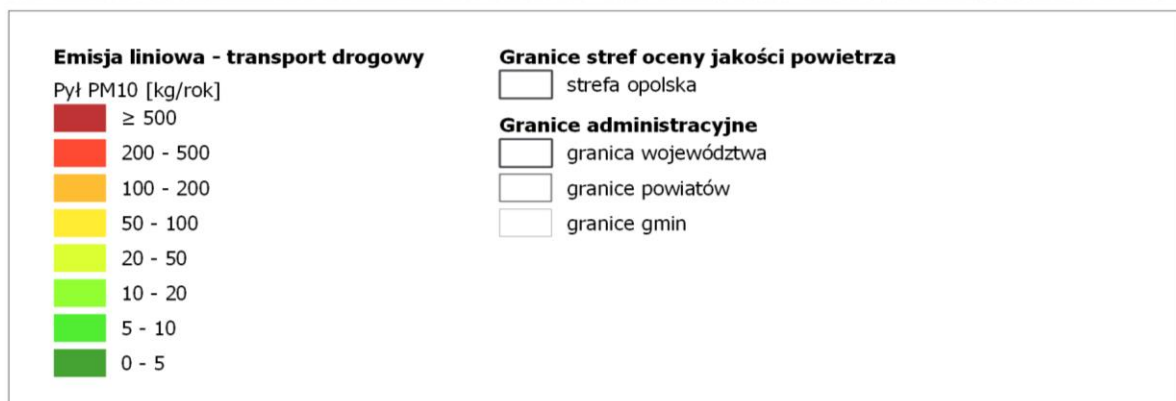 Emisja liniowa - transport drogowy
Pył PM10 [kg/rok]
≥ 500
200 - 500
100 - 200
50 - 100
20 - 50
10 - 20
5 - 10
0 - 5
Granice stref oceny jakości powietrza
strefa opolska
Granice administracyjne
granica województwa
granice powiatów
granice gmin